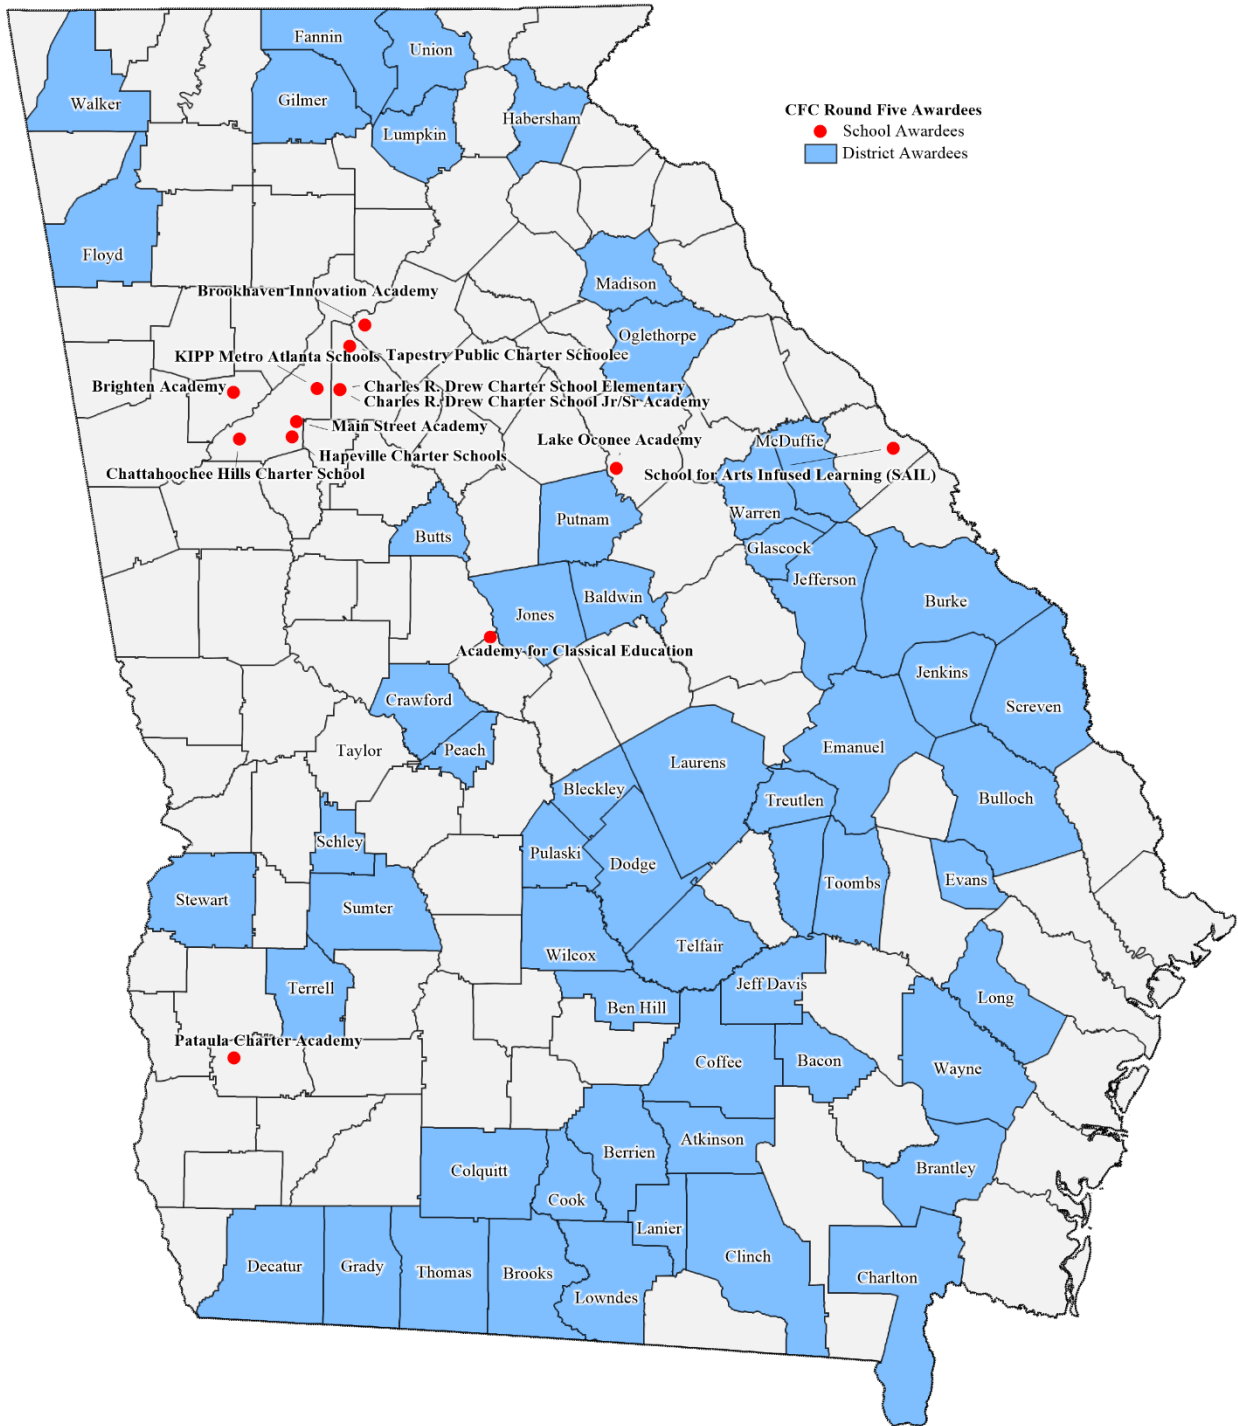 Fannin
Union
Walker
Gilmer
Habersham
Lumpkin
CFC Round Five Awardees
School Awardees
District Awardees
Floyd
Madison
Brookhaven Innovation Academy
Oglethorpe
KIPP Metro Atlanta Schools
Tapestry Public Charter School
ee
Brighten Academy
Charles R. Drew Charter School Elementary
Charles R. Drew Charter School Jr/Sr Academy
Main Street Academy
Lake Oconee Academy
McDuffie
Hapeville Charter Schools
Chattahoochee Hills Charter School
School for Arts Infused Learning (SAIL)
Putnam
Warren
Butts
Glascock
Jefferson
Baldwin
Burke
Jones
Academy for Classical Education
Jenkins
Crawford
Screven
Taylor
Peach
Emanuel
Laurens
Bleckley
Treutlen
Bulloch
Schley
Pulaski
Dodge
Toombs
Evans
Stewart
Sumter
Telfair
Wilcox
Terrell
Jeff Davis
Long
Ben Hill
Pataula Charter Academy
Coffee
Bacon
Wayne
Atkinson
Berrien
Brantley
Colquitt
Cook
Lanier
Clinch
Decatur
Grady
Thomas
Brooks
Charlton
Lowndes